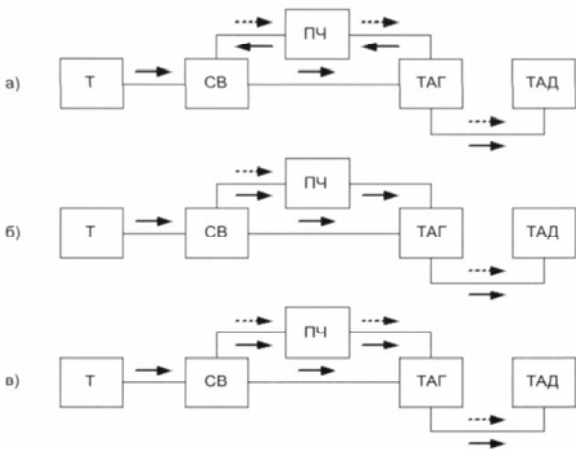 ПЧ
а) Т СВ ТАГ ТАД
ПЧ
б) Т СВ ТАГ ТАД
ПЧ
в) Т СВ ТАГ ТАД